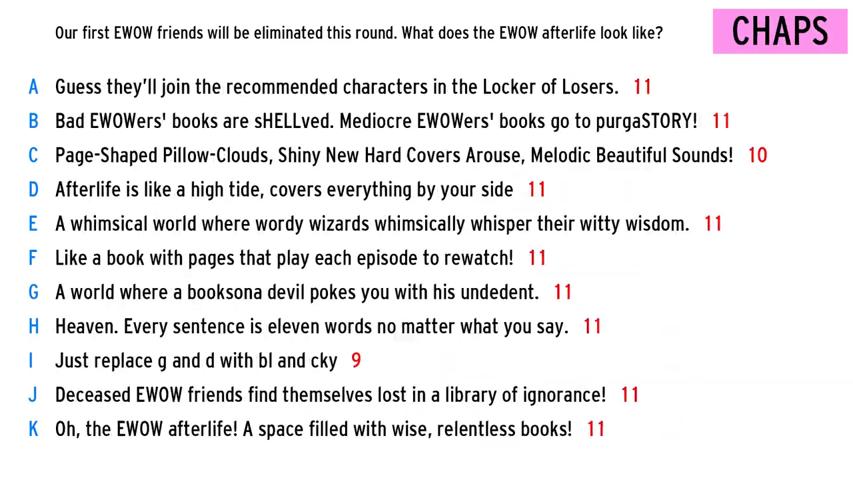 Our first EWOW friends will be eliminated this round. What does the EWOW afterlife look like?
CHAPS
A Guess they'll join the recommended characters in the Locker of Losers. 11
B Bad EWOWers' books are sHELLved. Mediocre EWOWers' books go to purgaSTORY! 11
C Page-Shaped Pillow-Clouds, Shiny New Hard Covers Arouse, Melodic Beautiful Sounds! 10
D Afterlife is like a high tide, covers everything by your side 11
E A whimsical world where wordy wizards whimsically whisper their witty wisdom. 11
F Like a book with pages that play each episode to rewatch! 11
G A world where a booksona devil pokes you with his undedent. 11
H Heaven. Every sentence is eleven words no matter what you say. 11
I Just replace g and d with bl and cky 9
J Deceased EWOW friends find themselves lost in a library of ignorance! 11
K Oh, the EWOW afterlife! A space filled with wise, relentless books! 11